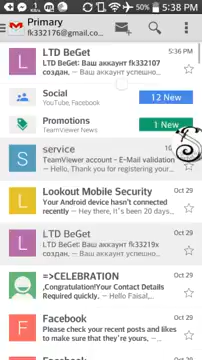 5:38 PM
Primary
fk332176@gmail.co...
L
LTD BeGet
5:36 PM
LTD BeGet: Ваш аккаунт fk332107
создан. – Ваш аккаунт успешно...
Social
YouTube, Facebook
12 New
Promotions
TeamViewer News
1 New
S
service
TeamViewer account - E-Mail validation
– Hello, Thank you for registering your...
L
Lookout Mobile Security
Oct 29
Your Android device hasn't connected
recently – Hey there, It's been 20 days...
L
LTD BeGet
Oct 29
LTD BeGet: Ваш аккаунт fk33219x
создан. – Ваш аккаунт успешно...
=>CELEBRATION
Oct 29
,Congratulation!Your Contact Details
Required quickly, – Hello Faisal,...
F
Facebook
Oct 29
Please check your recent posts and likes
to make sure that they're yours, –...
Facebook
Oct 29